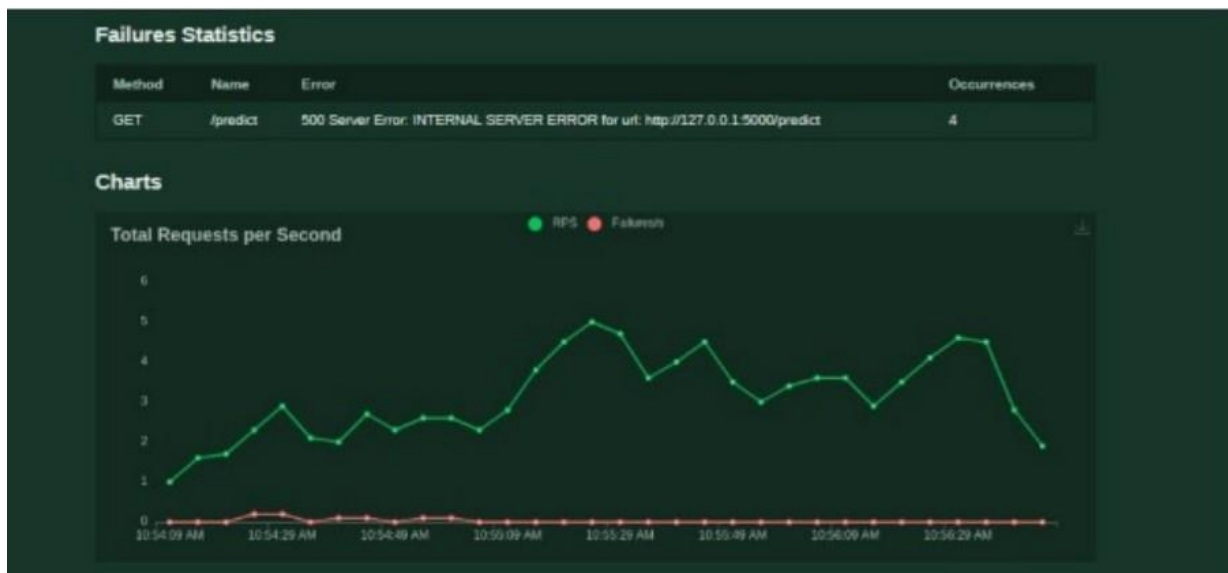 Failures Statistics
Method Name Error Occurrences
GET /predict 500 Server Error: INTERNAL SERVER ERROR for url: http://127.0.0.1:5000/predict 4
Charts
Total Requests per Second
RPS Failures/s
6
5
4
3
2
1
0
10:54:09 AM 10:54:29 AM 10:54:49 AM 10:55:09 AM 10:55:29 AM 10:55:49 AM 10:56:09 AM 10:56:29 AM